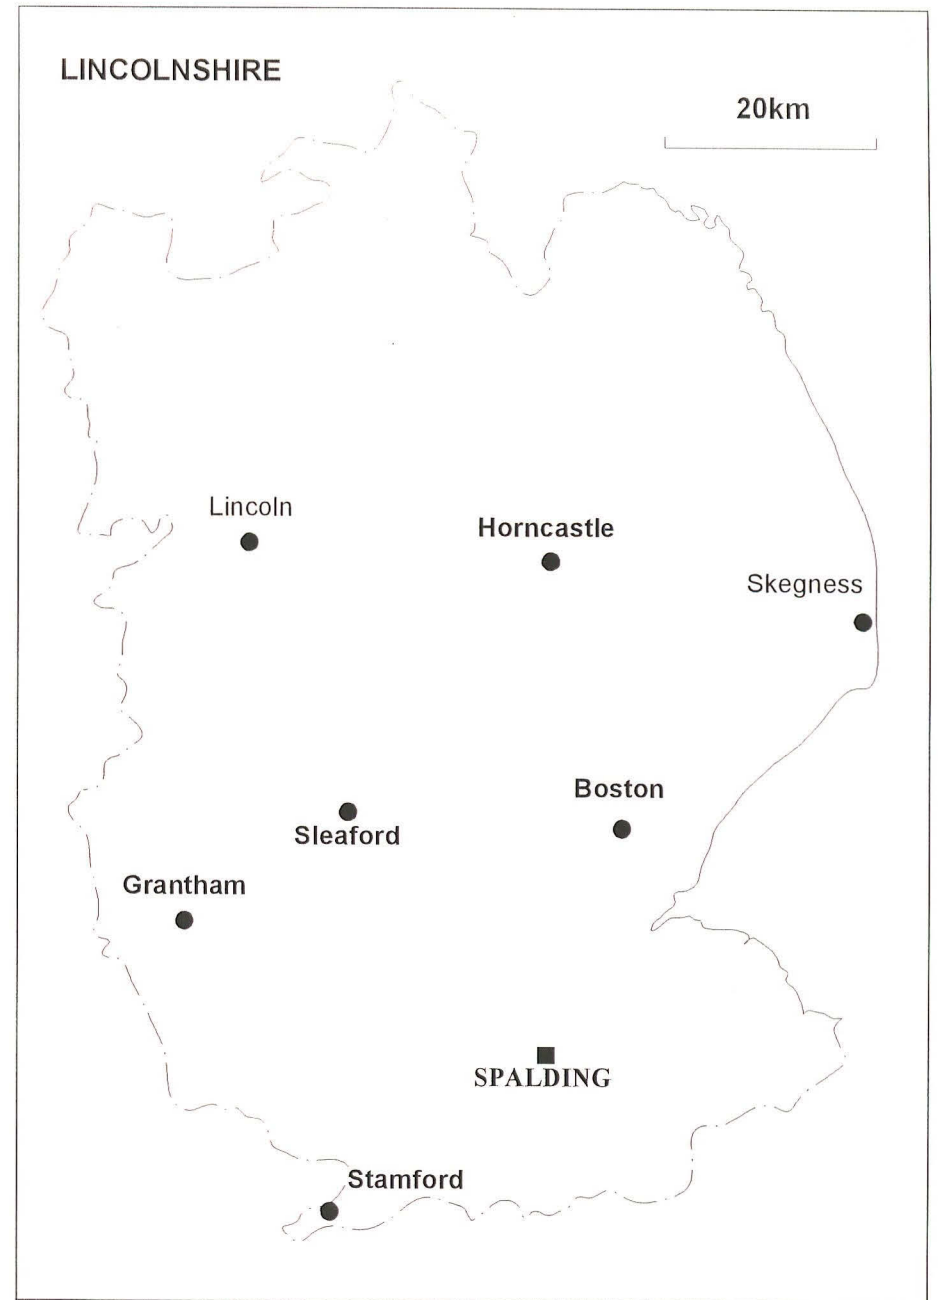 LINCOLNSHIRE
20km
Lincoln
Horncastle
Skegness
Boston
Sleaford
Grantham
SPALDING
Stamford